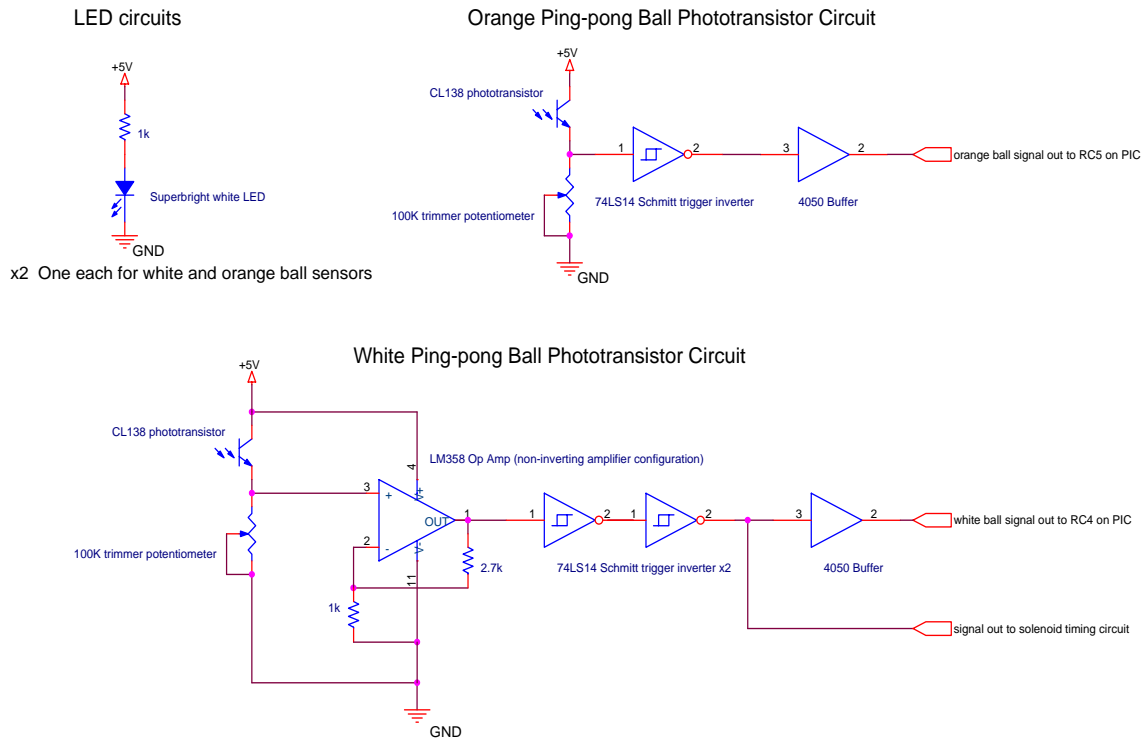 LED circuits
+5V
1k
Superbright white LED
GND
x2 One each for white and orange ball sensors
Orange Ping-pong Ball Phototransistor Circuit
+5V
CL138 phototransistor
1
2
3
2
orange ball signal out to RC5 on PIC
74LS14 Schmitt trigger inverter
4050 Buffer
100K trimmer potentiometer
GND
White Ping-pong Ball Phototransistor Circuit
+5V
CL138 phototransistor
LM358 Op Amp (non-inverting amplifier configuration)
4
V+
3
+
OUT
1
1
2
1
2
3
2
white ball signal out to RC4 on PIC
2
-
V-
11
100K trimmer potentiometer
2.7k
74LS14 Schmitt trigger inverter x2
4050 Buffer
1k
signal out to solenoid timing circuit
GND